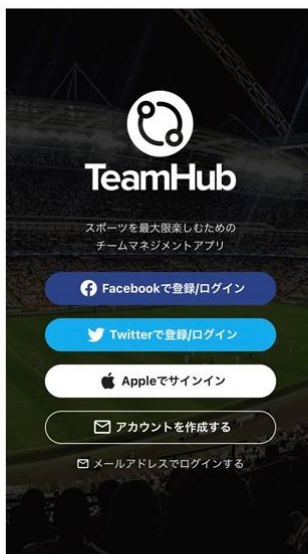 TeamHub
スポーツを最大限楽しむための
チームマネジメントアプリ
Facebookで登録/ログイン
Twitterで登録/ログイン
Appleでサインイン
アカウントを作成する
メールアドレスでログインする